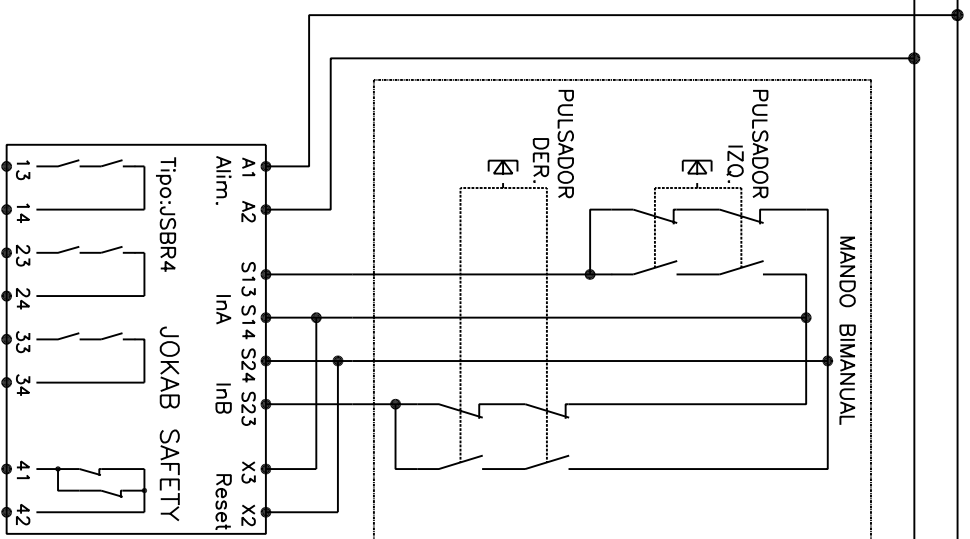 MANDO BIMANUAL
PULSADOR
IZQ.
PULSADOR
DER.
A1
A2
S13
S14
S24
S23
X3
X2
Alim.
InA
InB
Reset
Tipo:JSBR4
JOKAB SAFETY
13
14
23
24
33
34
41
42